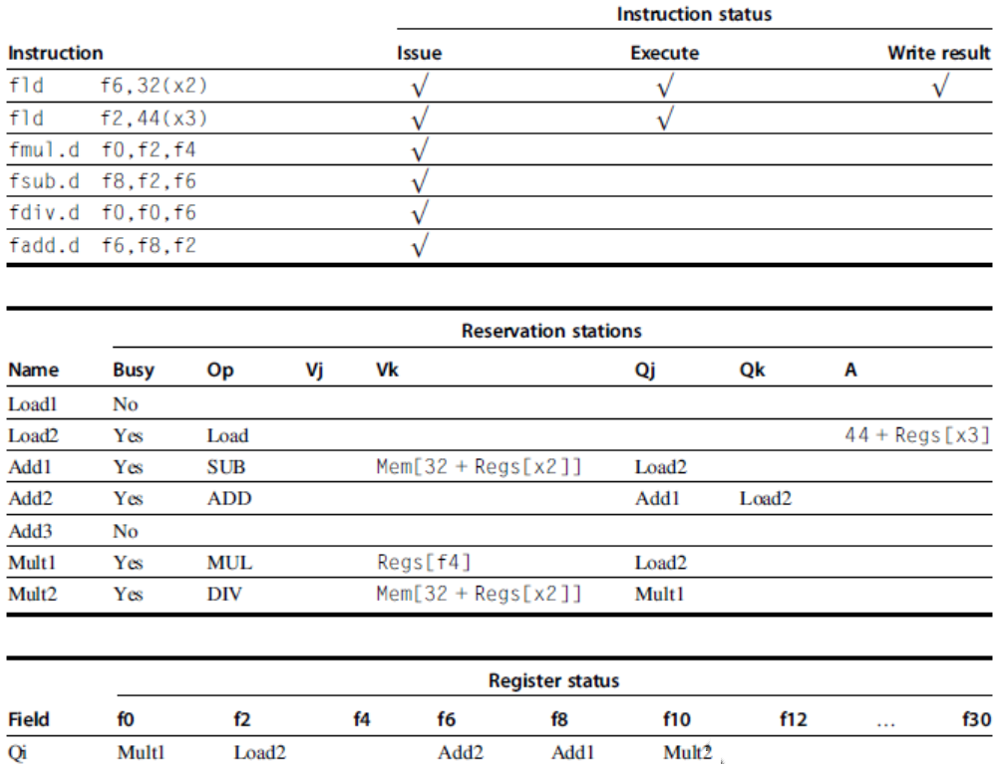 Instruction status
Instruction Issue Execute Write result
fld f6,32(x2) √ √ √
fld f2,44(x3) √ √
fmul.d f0,f2,f4 √
fsub.d f8,f2,f6 √
fdiv.d f0,f0,f6 √
fadd.d f6,f8,f2 √
Reservation stations
Name Busy Op Vj Vk Qj Qk A
Load1 No
Load2 Yes Load 44 + Regs[x3]
Add1 Yes SUB Mem[32 + Regs[x2]] Load2
Add2 Yes ADD Add1 Load2
Add3 No
Mult1 Yes MUL Regs[f4] Load2
Mult2 Yes DIV Mem[32 + Regs[x2]] Mult1
Register status
Field f0 f2 f4 f6 f8 f10 f12 ... f30
Qi Mult1 Load2 Add2 Add1 Mult2